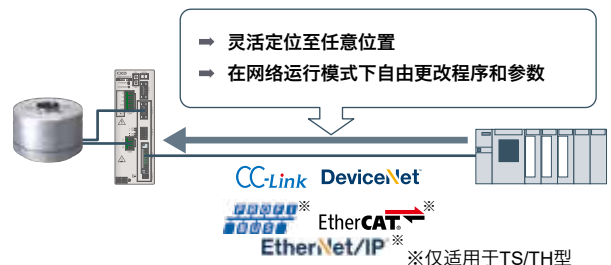 ➡ 灵活定位至任意位置
➡ 在网络运行模式下自由更改程序和参数
CC-Link DeviceNet
PROFI BUS※ EtherCAT®※
EtherNet/IP※
※仅适用于TS/TH型